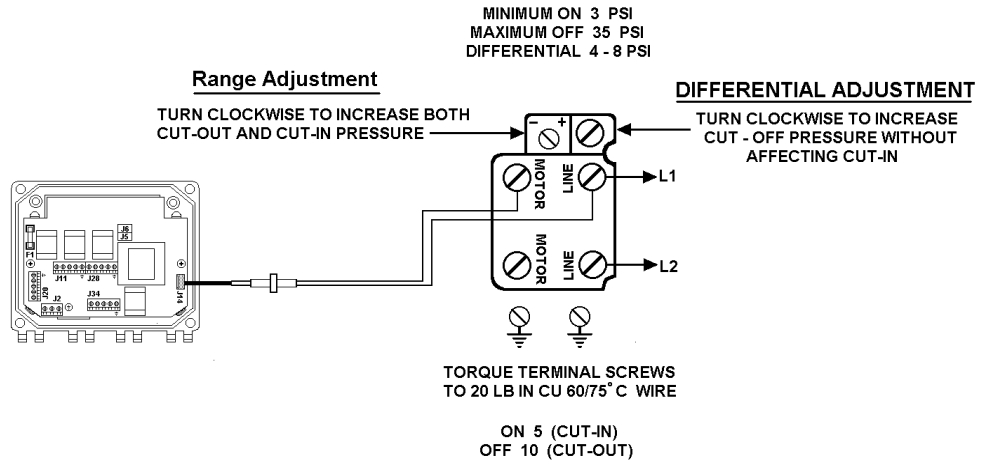 MINIMUM ON 3 PSI
MAXIMUM OFF 35 PSI
DIFFERENTIAL 4 - 8 PSI
Range Adjustment
TURN CLOCKWISE TO INCREASE BOTH
CUT-OUT AND CUT-IN PRESSURE
DIFFERENTIAL ADJUSTMENT
TURN CLOCKWISE TO INCREASE
CUT - OFF PRESSURE WITHOUT
AFFECTING CUT-IN
- +
MOTOR
LINE
L1
MOTOR
LINE
L2
J6
J5
F1
J11
J28
J20
J2
J34
J14
TORQUE TERMINAL SCREWS
TO 20 LB IN CU 60/75°C WIRE
ON 5 (CUT-IN)
OFF 10 (CUT-OUT)